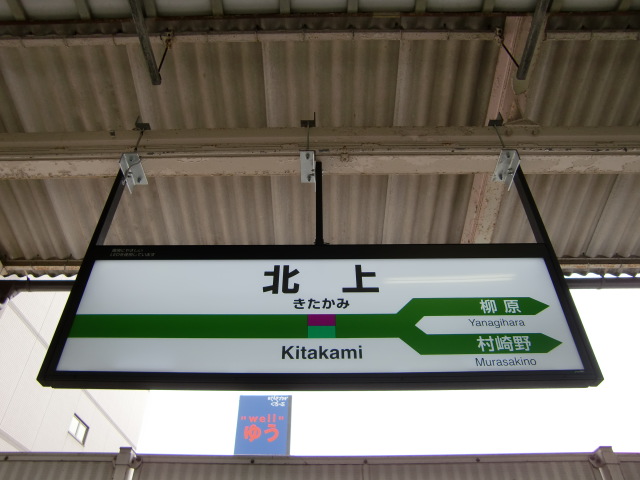 北上
きたかみ
Kitakami
柳原
Yanagihara
村崎野
Murasakino
"well"
ゆう